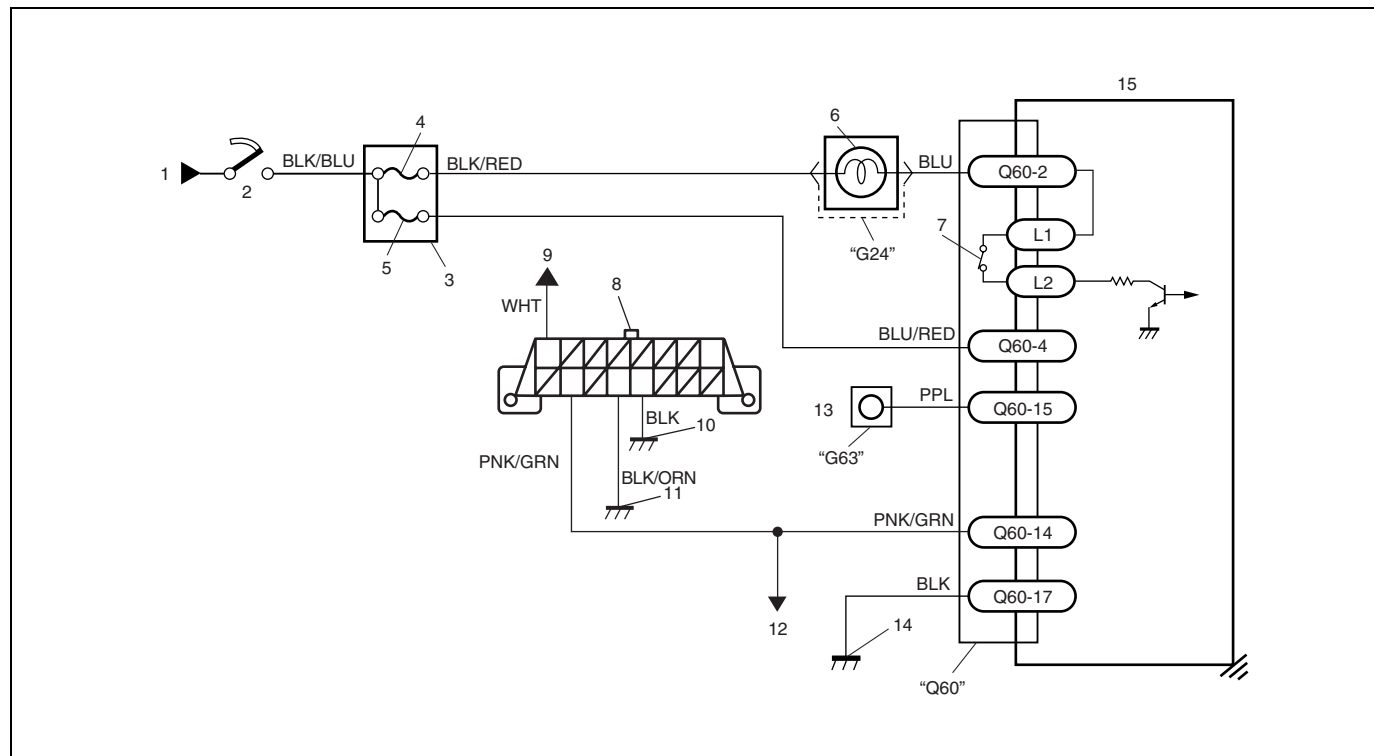 15
4
6
1
2
BLK/BLU
BLK/RED
BLU
Q60-2
7
L1
5
3
"G24"
L2
9
8
WHT
BLU/RED
Q60-4
PPL
13
Q60-15
BLK
10
"G63"
PNK/GRN
BLK/ORN
11
PNK/GRN
Q60-14
BLK
Q60-17
12
14
"Q60"